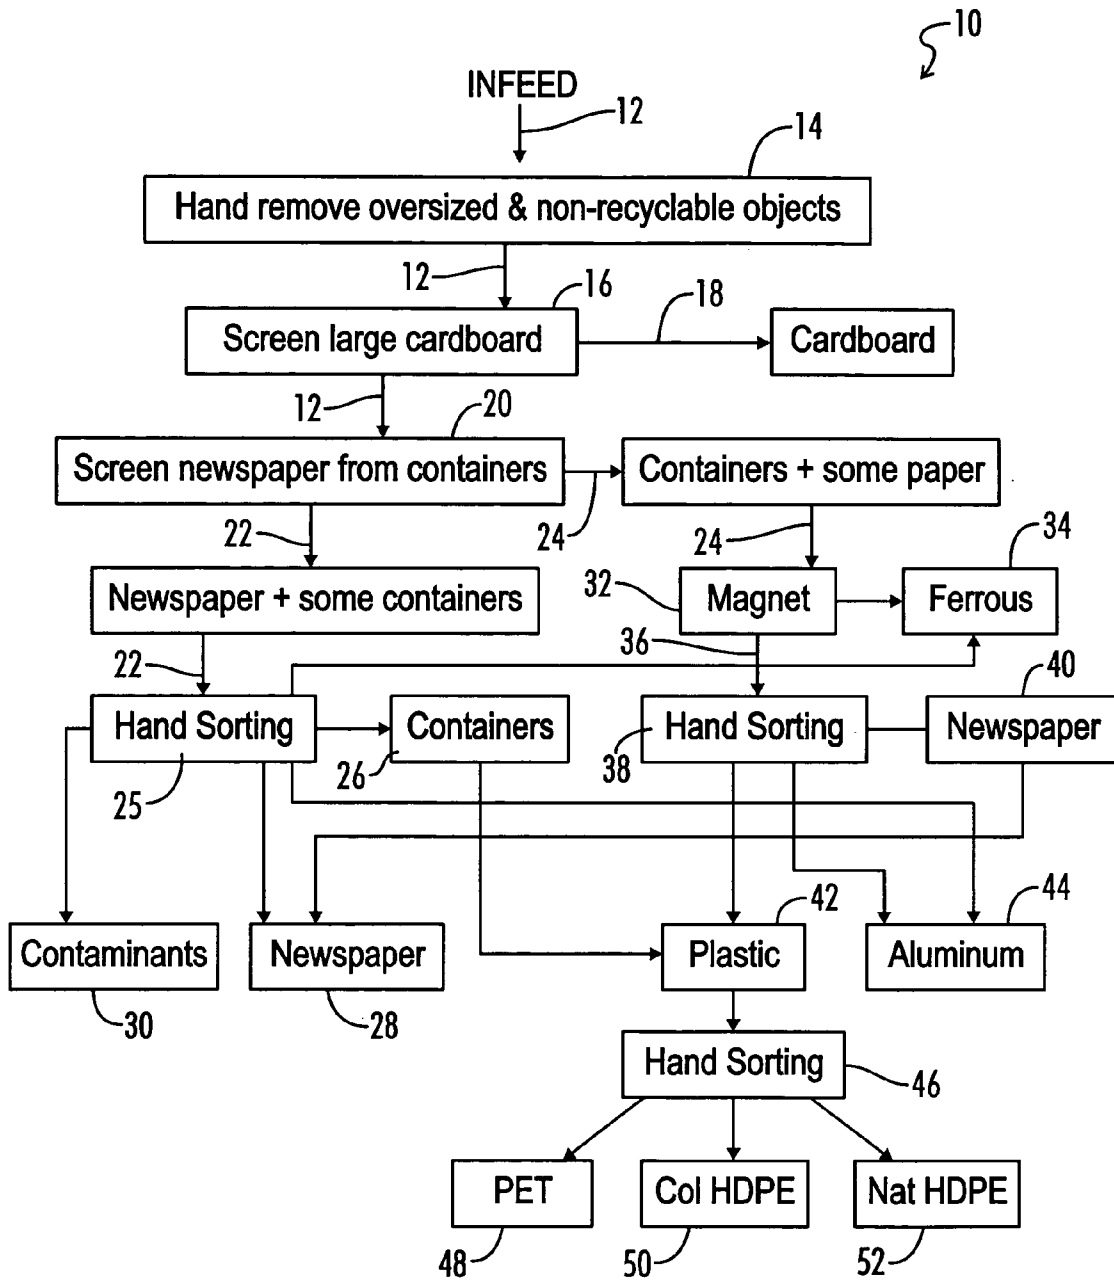 10
INFEED
12
14
Hand remove oversized & non-recyclable objects
12
16
18
Screen large cardboard
Cardboard
12
20
Screen newspaper from containers
Containers + some paper
22
24
24
34
Newspaper + some containers
32
Magnet
Ferrous
22
36
40
Hand Sorting
Containers
Hand Sorting
Newspaper
25
26
38
42
44
Contaminants
Newspaper
Plastic
Aluminum
30
28
Hand Sorting
46
PET
Col HDPE
Nat HDPE
48
50
52